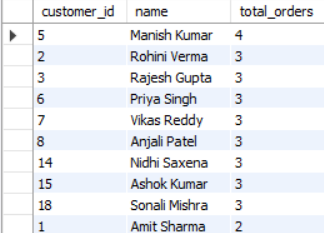 customer_id name total_orders
5 Manish Kumar 4
2 Rohini Verma 3
3 Rajesh Gupta 3
6 Priya Singh 3
7 Vikas Reddy 3
8 Anjali Patel 3
14 Nidhi Saxena 3
15 Ashok Kumar 3
18 Sonali Mishra 3
1 Amit Sharma 2